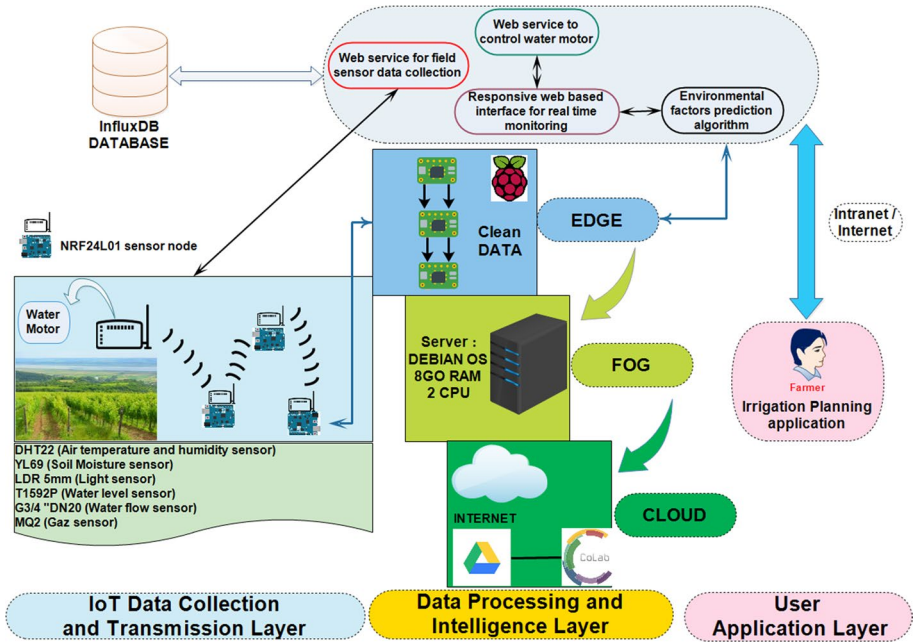 Web service to
control water motor
Web service for field
sensor data collection
Responsive web based
interface for real time
monitoring
Environmental
factors prediction
algorithm
InfluxDB
DATABASE
NRF24L01 sensor node
Clean
DATA
EDGE
Intranet /
Internet
Water
Motor
Server :
DEBIAN OS
8GO RAM
2 CPU
FOG
Farmer
Irrigation Planning
application
DHT22 (Air temperature and humidity sensor)
YL69 (Soil Moisture sensor)
LDR 5mm (Light sensor)
T1592P (Water level sensor)
G3/4 "DN20 (Water flow sensor)
MQ2 (Gaz sensor)
INTERNET
CLOUD
CoLab
IoT Data Collection
and Transmission Layer
Data Processing and
Intelligence Layer
User
Application Layer